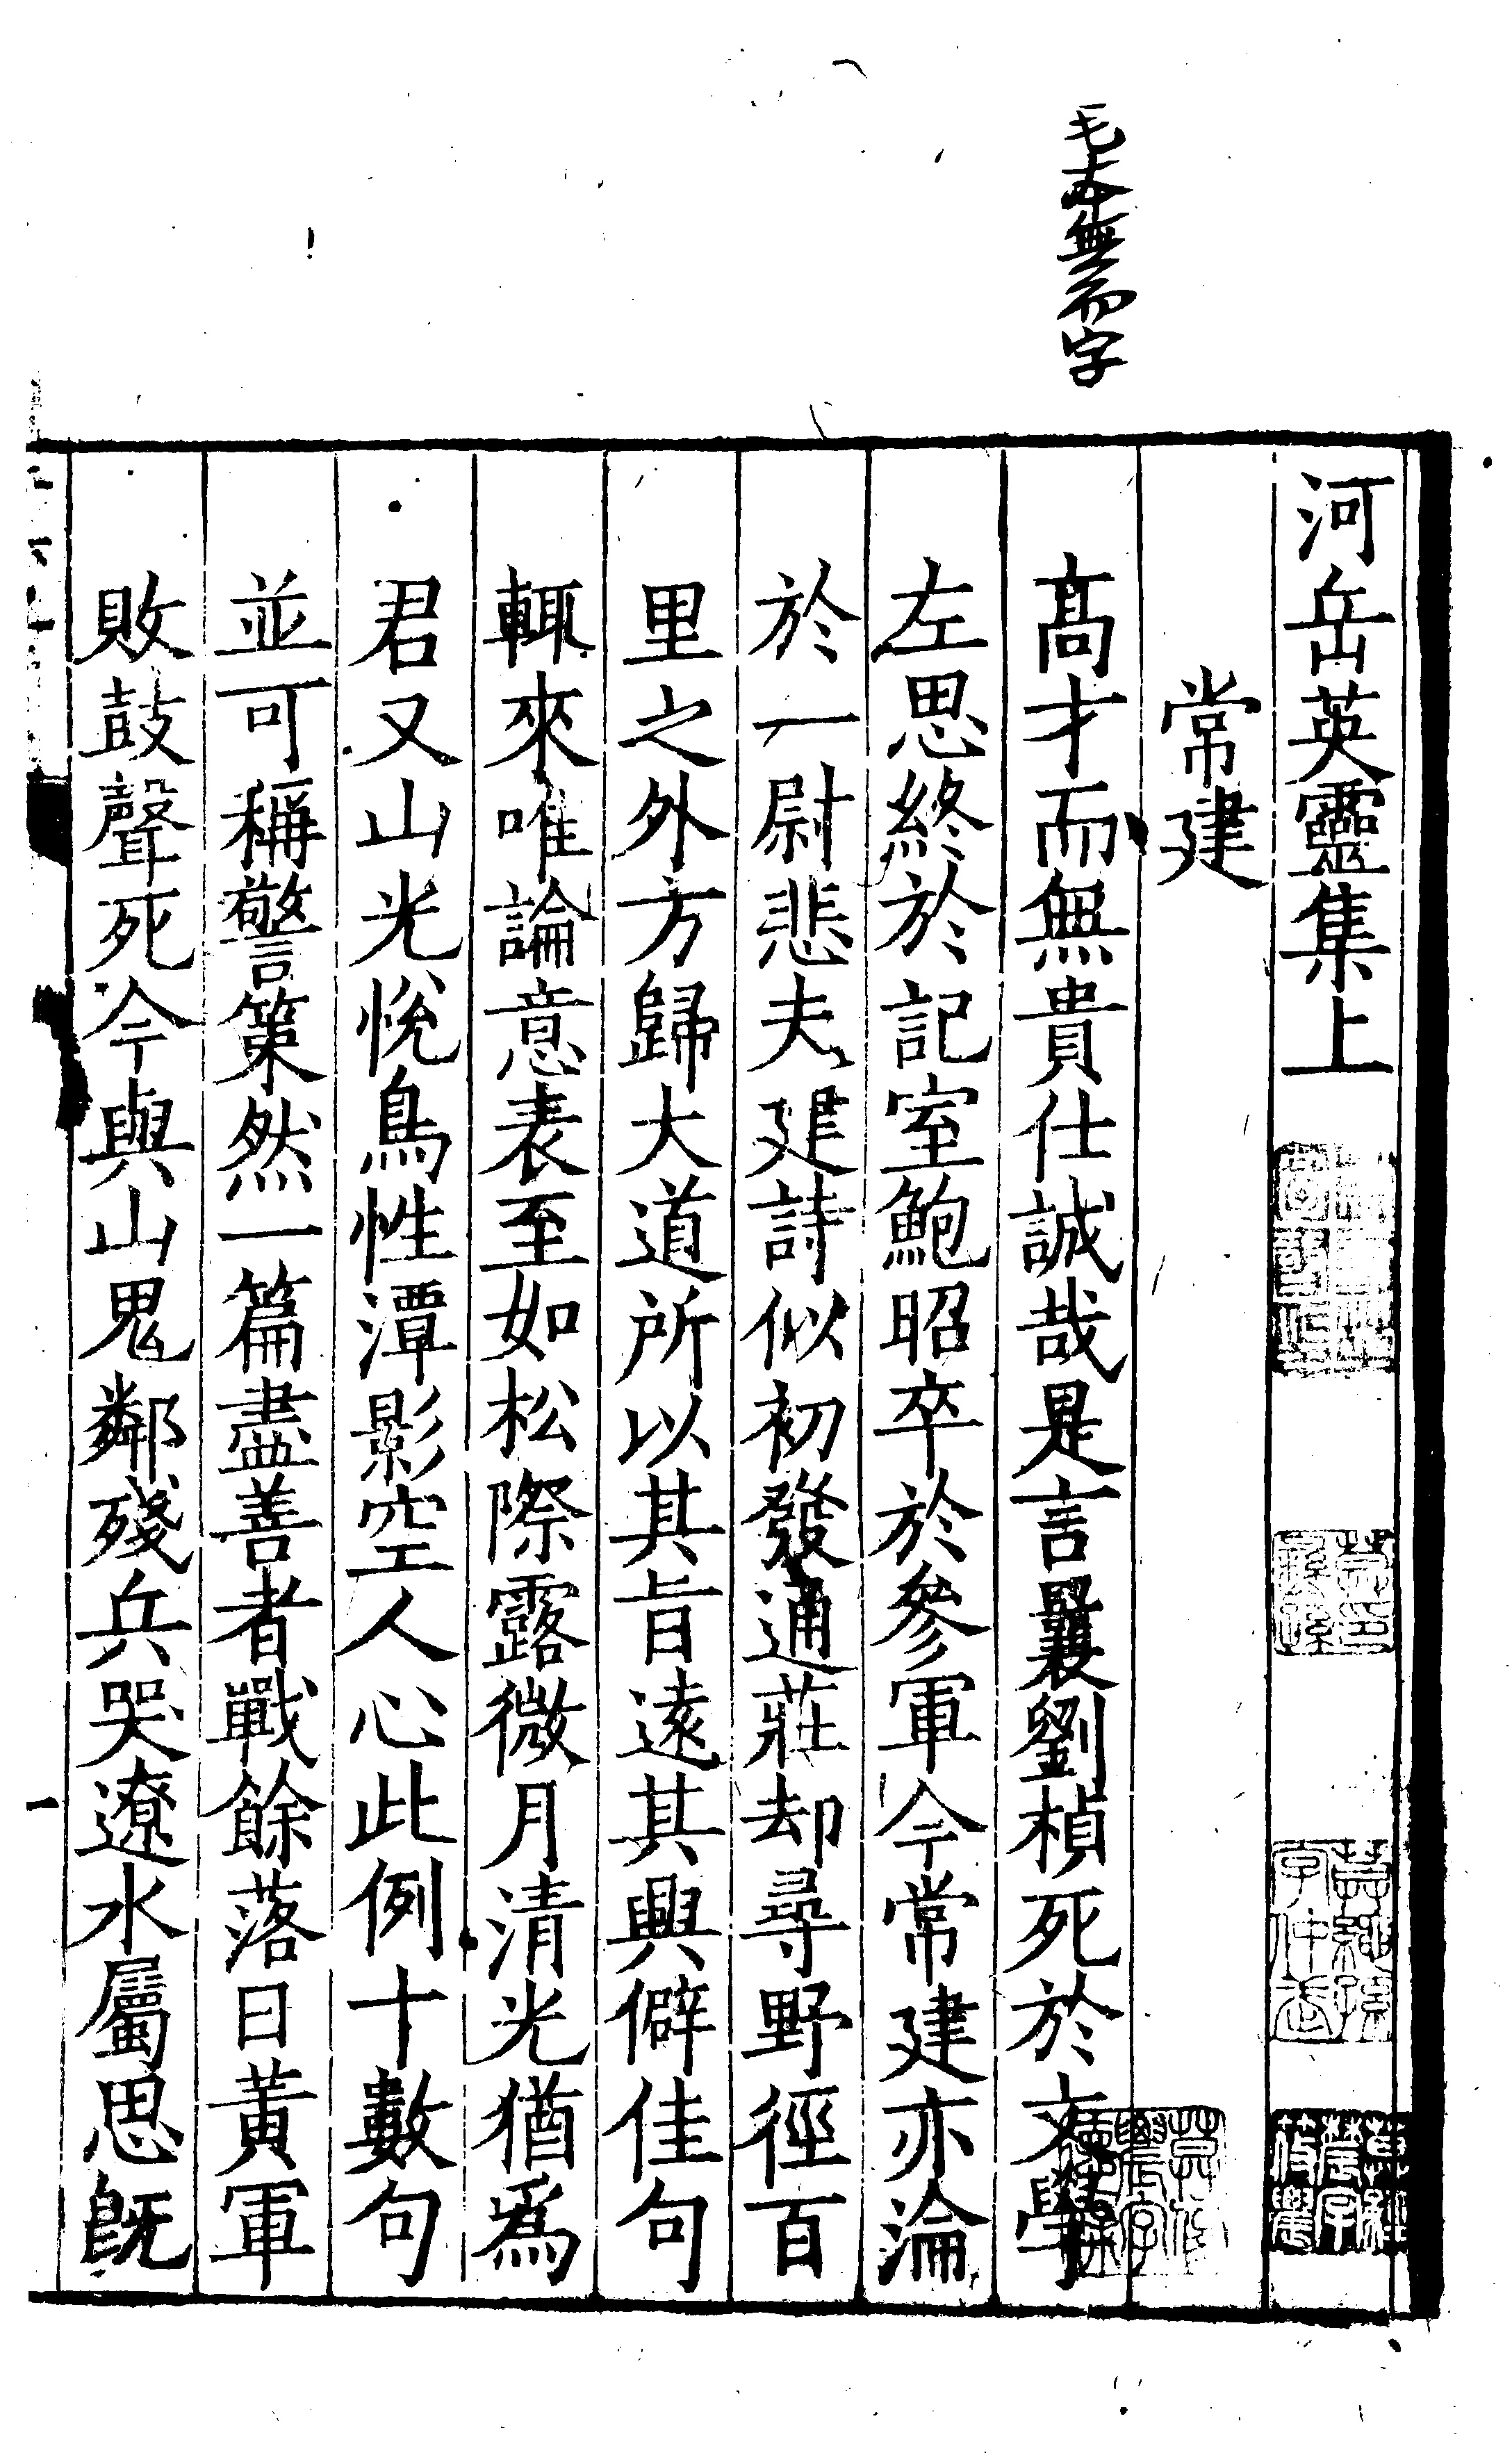 毛本無而字
河岳英靈集上
常建
髙才而無貴仕誠哉是言曩劉楨死於文學
左思終於記室鮑昭卒於參軍今常建亦淪
於一尉悲夫建詩似初發通莊却尋野徑百
里之外方歸大道所以其旨遠其興僻佳句
輒來唯論意表至如松際露微月清光猶爲
君又山光恱鳥性潭影空人心此例十數句
並可稱警策然一篇盡善者戰餘落日黃軍
敗鼓聲死今與山鬼鄰殘兵哭遼水屬思旣